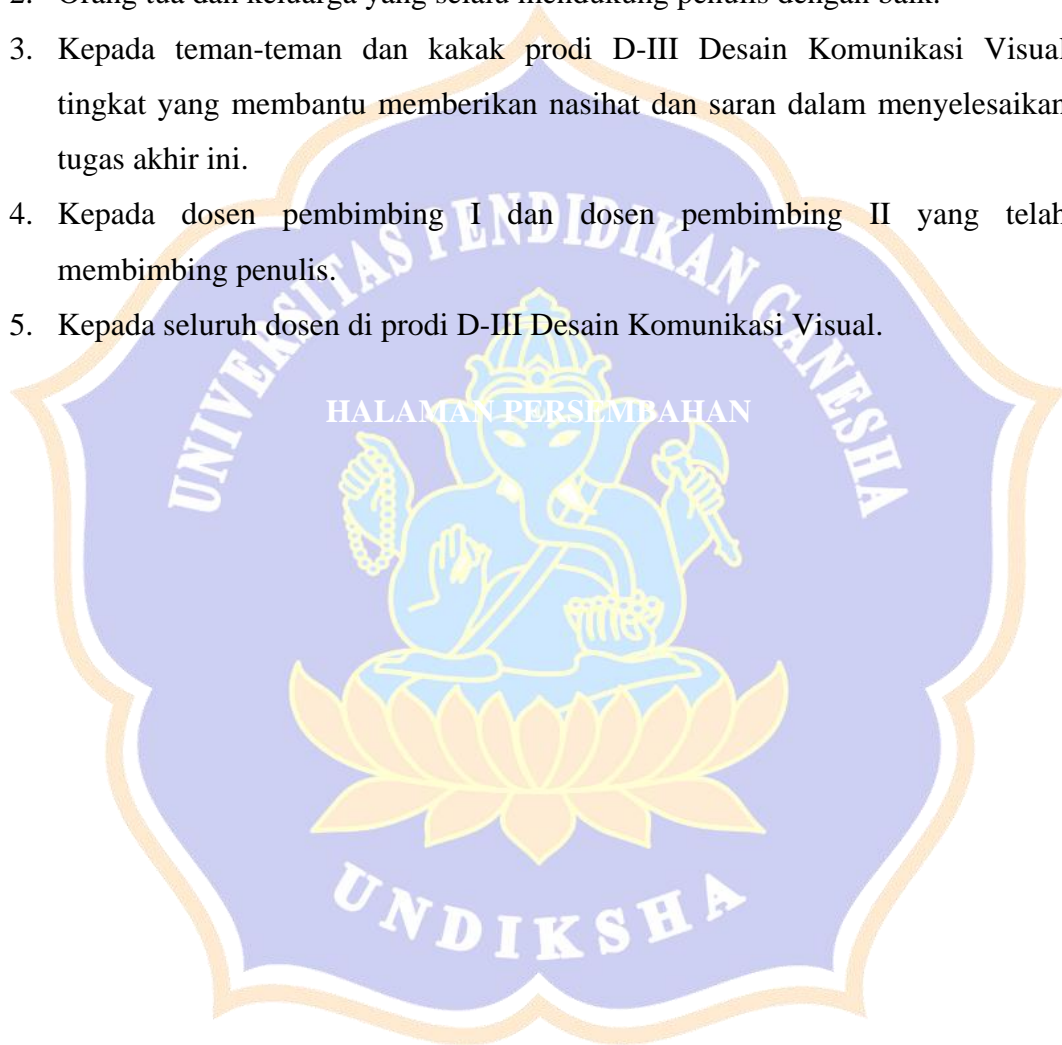 2. Orang tua dan keluarga yang selalu mendukung penulis dengan baik.
3. Kepada teman-teman dan kakak prodi D-III Desain Komunikasi Visual
tingkat yang membantu memberikan nasihat dan saran dalam menyelesaikan
tugas akhir ini.
4. Kepada dosen pembimbing I dan dosen pembimbing II yang telah
membimbing penulis.
5. Kepada seluruh dosen di prodi D-III Desain Komunikasi Visual.
HALAMAN PERSEMBAHAN
UNIVERSITAS PENDIDIKAN GANESHA
UNDIKSHA